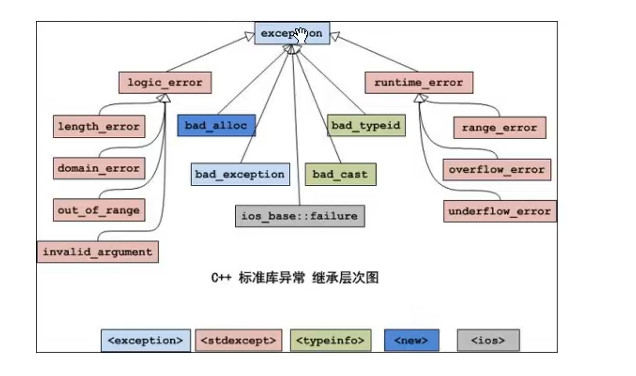 exception
logic_error
runtime_error
length_error
bad_alloc
bad_typeid
range_error
domain_error
bad_exception
bad_cast
overflow_error
out_of_range
ios_base::failure
underflow_error
invalid_argument
C++ 标准库异常 继承层次图
<exception> <stdexcept> <typeinfo> <new> <ios>